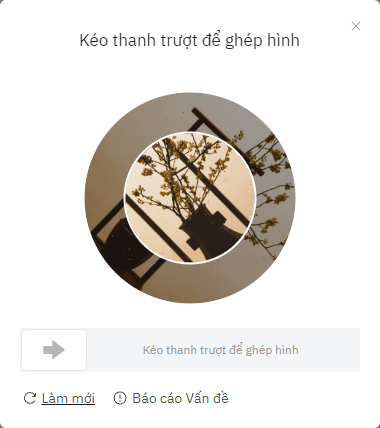 Kéo thanh trượt để ghép hình
Kéo thanh trượt để ghép hình
Làm mới
Báo cáo Vấn đề